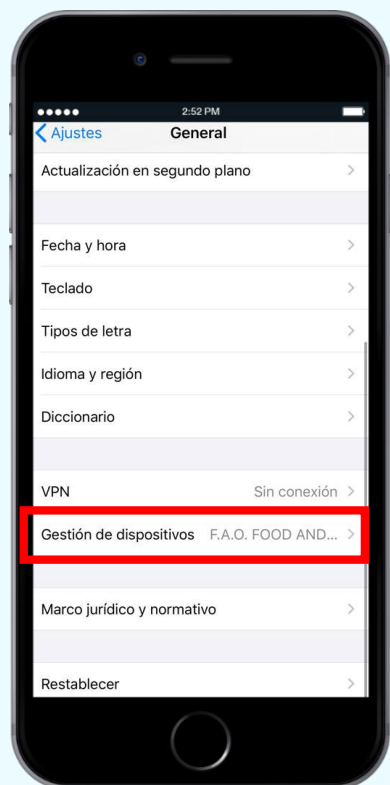 2:52 PM
Ajustes General
Actualización en segundo plano
Fecha y hora
Teclado
Tipos de letra
Idioma y región
Diccionario
VPN Sin conexión
Gestión de dispositivos F.A.O. FOOD AND...
Marco jurídico y normativo
Restablecer